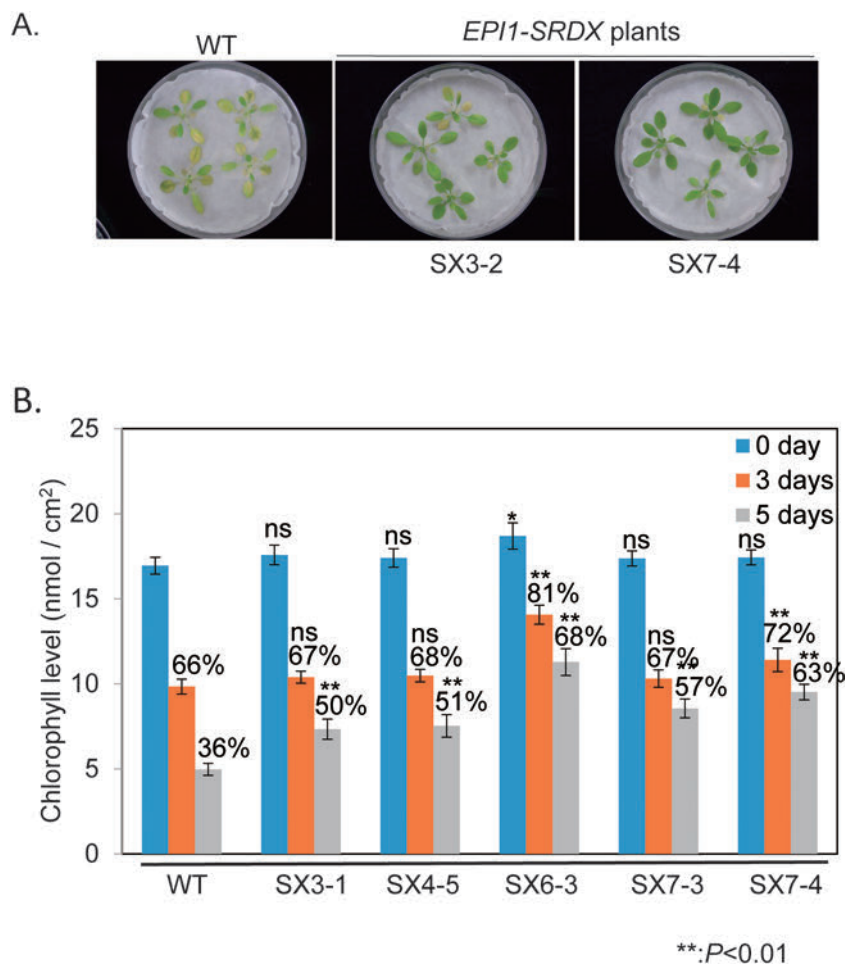 A.
WT
EPI1-SRDX plants
SX3-2
SX7-4
B.
Chlorophyll level (nmol / cm²)
25
20
15
10
5
0
0 day
3 days
5 days
66%
36%
ns
ns
67%
**
50%
ns
ns
68%
**
51%
*
**
81%
**
68%
ns
ns
67%
**
57%
ns
**
72%
**
63%
WT
SX3-1
SX4-5
SX6-3
SX7-3
SX7-4
**:P<0.01